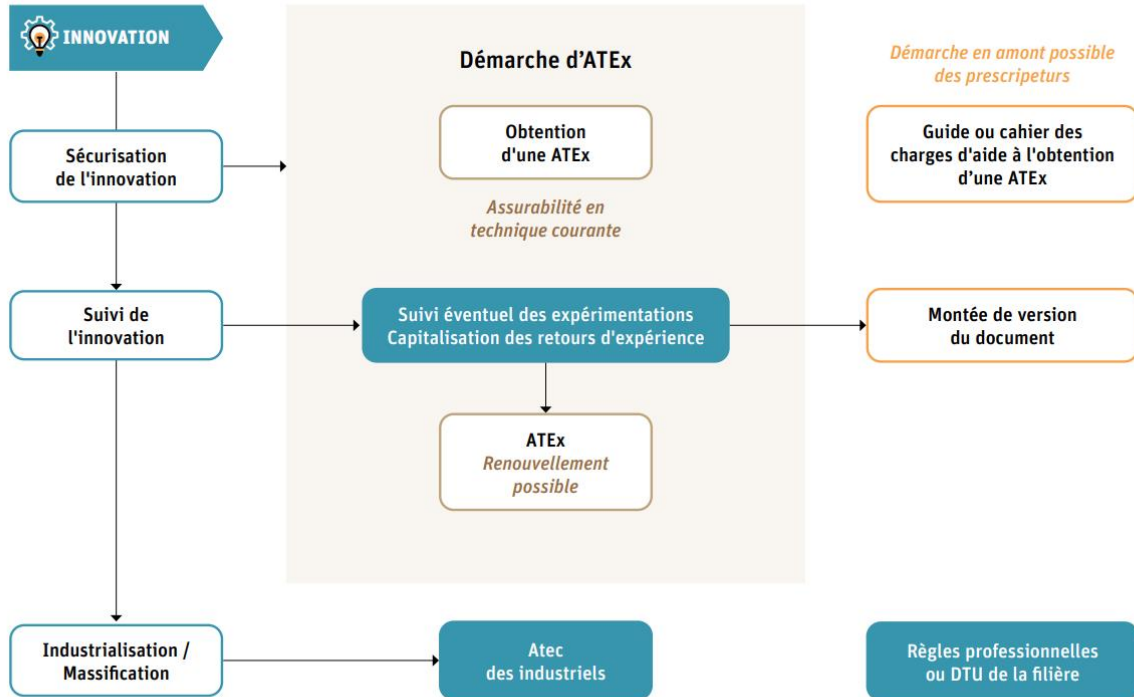 INNOVATION
Démarche d'ATEx
Démarche en amont possible
des prescripeturs
Sécurisation
de l'innovation
Obtention
d'une ATEx
Guide ou cahier des
charges d'aide à l'obtention
d'une ATEx
Assurabilité en
technique courante
Suivi de
l'innovation
Suivi éventuel des expérimentations
Capitalisation des retours d'expérience
Montée de version
du document
ATEx
Renouvellement
possible
Industrialisation /
Massification
Atec
des industriels
Règles professionnelles
ou DTU de la filière